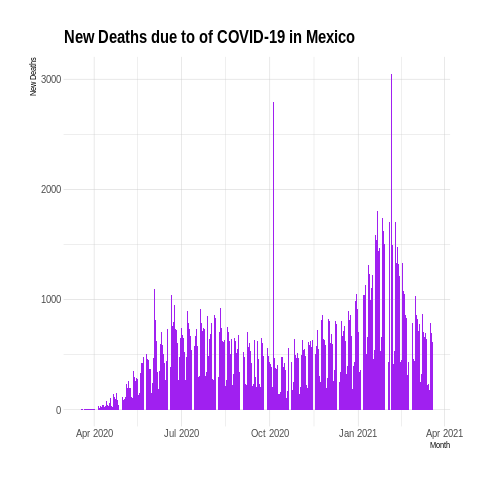 New Deaths due to of COVID-19 in Mexico
New Deaths
3000
2000
1000
0
Apr 2020 Jul 2020 Oct 2020 Jan 2021 Apr 2021
Month